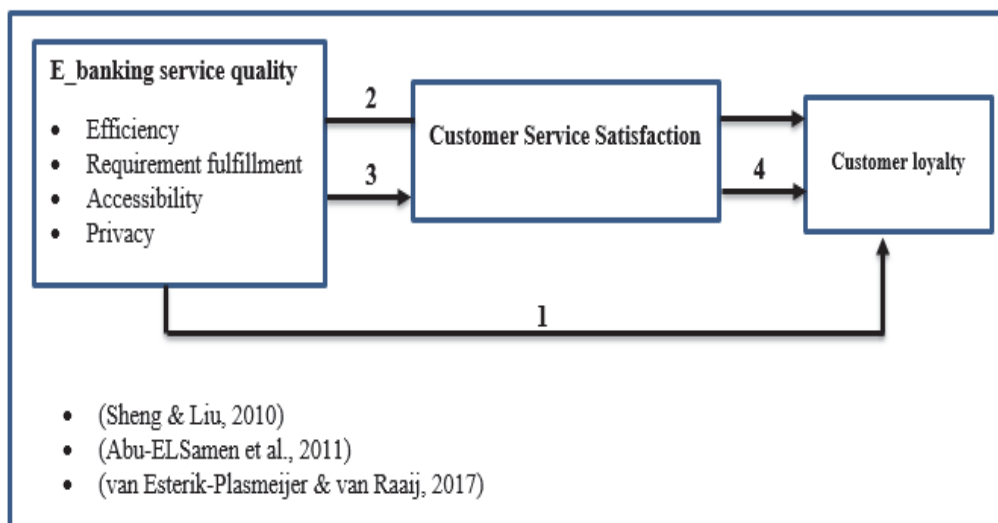 E_banking service quality
• Efficiency
• Requirement fulfillment
• Accessibility
• Privacy
2
3
Customer Service Satisfaction
4
Customer loyalty
1
• (Sheng & Liu, 2010)
• (Abu-ELSamen et al., 2011)
• (van Esterik-Plasmeijer & van Raaij, 2017)